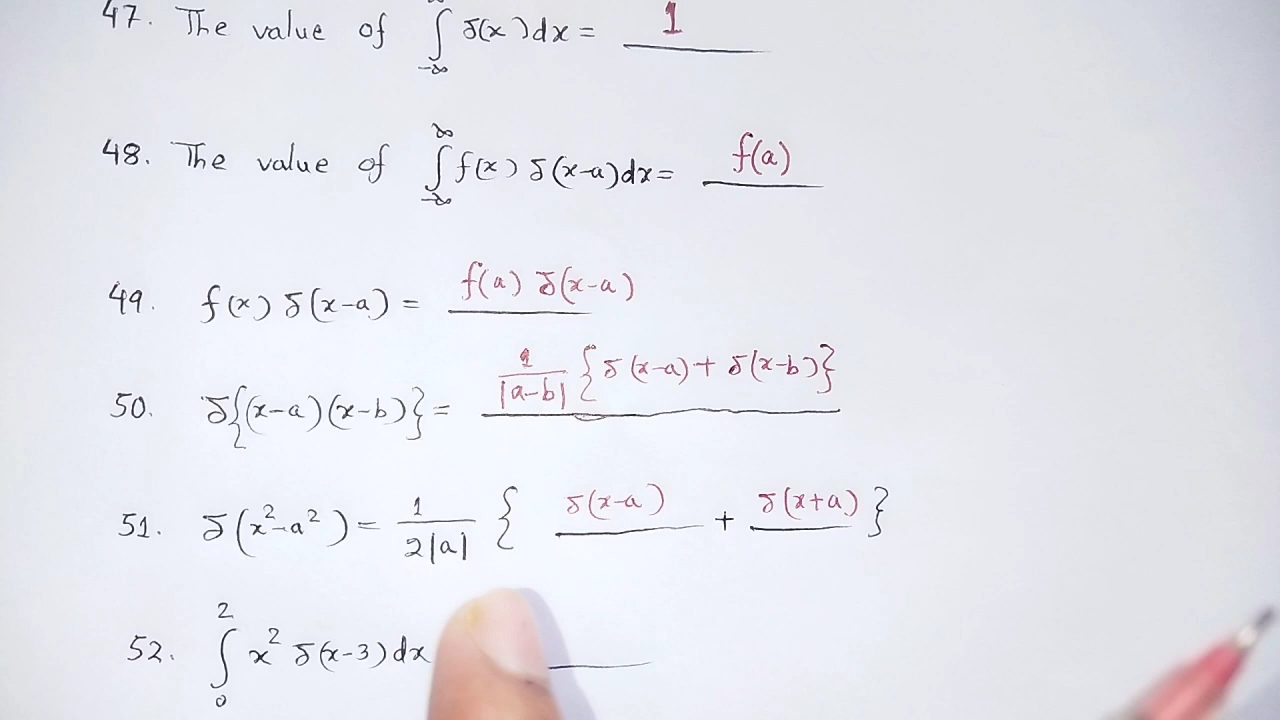 47. The value of ∫_{-∞}^{∞} δ(x)dx = 1
48. The value of ∫_{-∞}^{∞} f(x) δ(x-a)dx = f(a)
49. f(x) δ(x-a) = f(a) δ(x-a)
50. δ{(x-a)(x-b)} = 1/|a-b| {δ(x-a) + δ(x-b)}
51. δ(x²-a²) = 1/2|a| { δ(x-a) + δ(x+a) }
52. ∫_{0}^{2} x² δ(x-3)dx